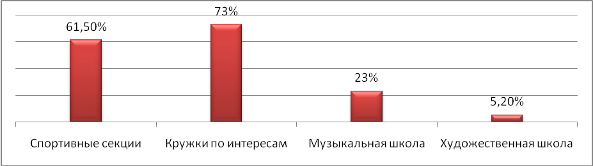 61,50%
73%
23%
5,20%
Спортивные секции
Кружки по интересам
Музыкальная школа
Художественная школа